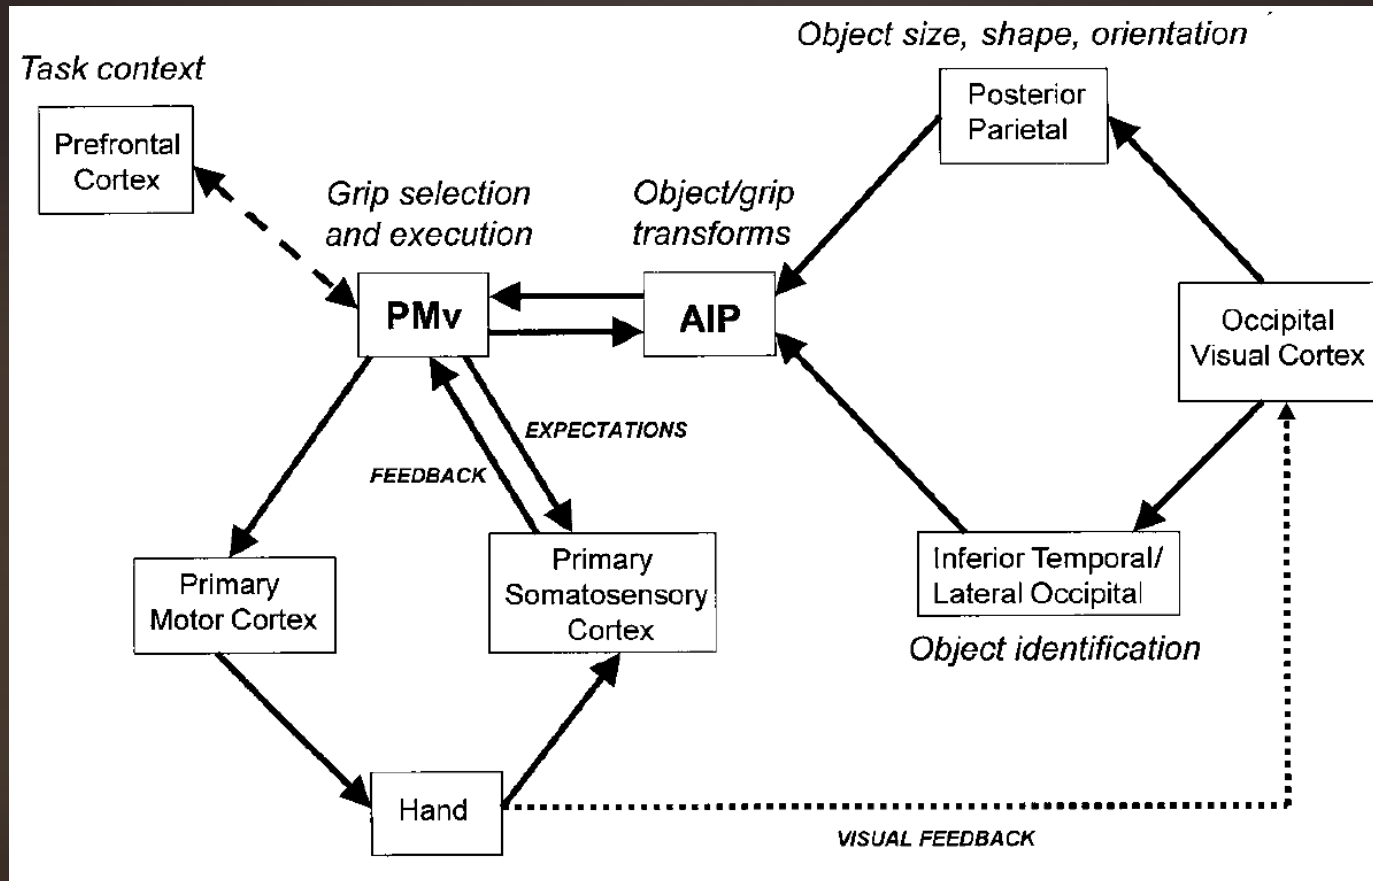 Object size, shape, orientation
Task context
Posterior
Parietal
Prefrontal
Cortex
Grip selection
and execution
Object/grip
transforms
PMv
AIP
Occipital
Visual Cortex
EXPECTATIONS
FEEDBACK
Primary
Motor Cortex
Primary
Somatosensory
Cortex
Inferior Temporal/
Lateral Occipital
Object identification
Hand
VISUAL FEEDBACK